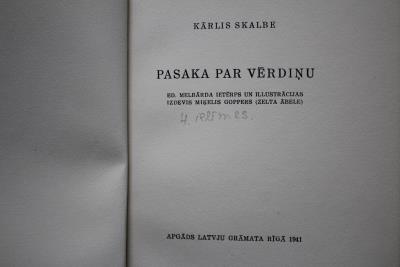 KĀRLIS SKALBE
PASAKA PAR VĒRDIŅU
ED. MELBĀRDA IETĒRPS UN ILLUSTRĀCIJAS
IZDEVIS MIĶELIS GOPPERS (ZELTA ĀBELE)
4.
APGĀDS LATVJU GRĀMATA RĪGĀ 1941